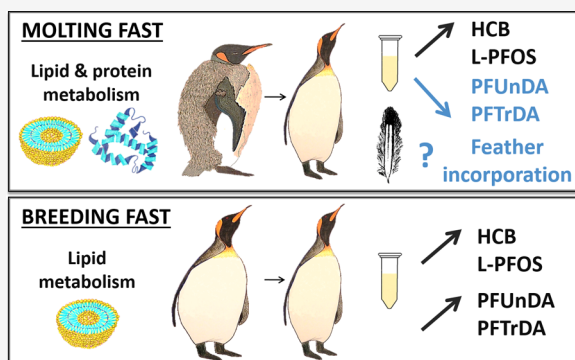 MOLTING FAST
Lipid & protein
metabolism
HCB
L-PFOS
PFUnDA
PFTrDA
?
Feather
incorporation
BREEDING FAST
Lipid
metabolism
HCB
L-PFOS
PFUnDA
PFTrDA